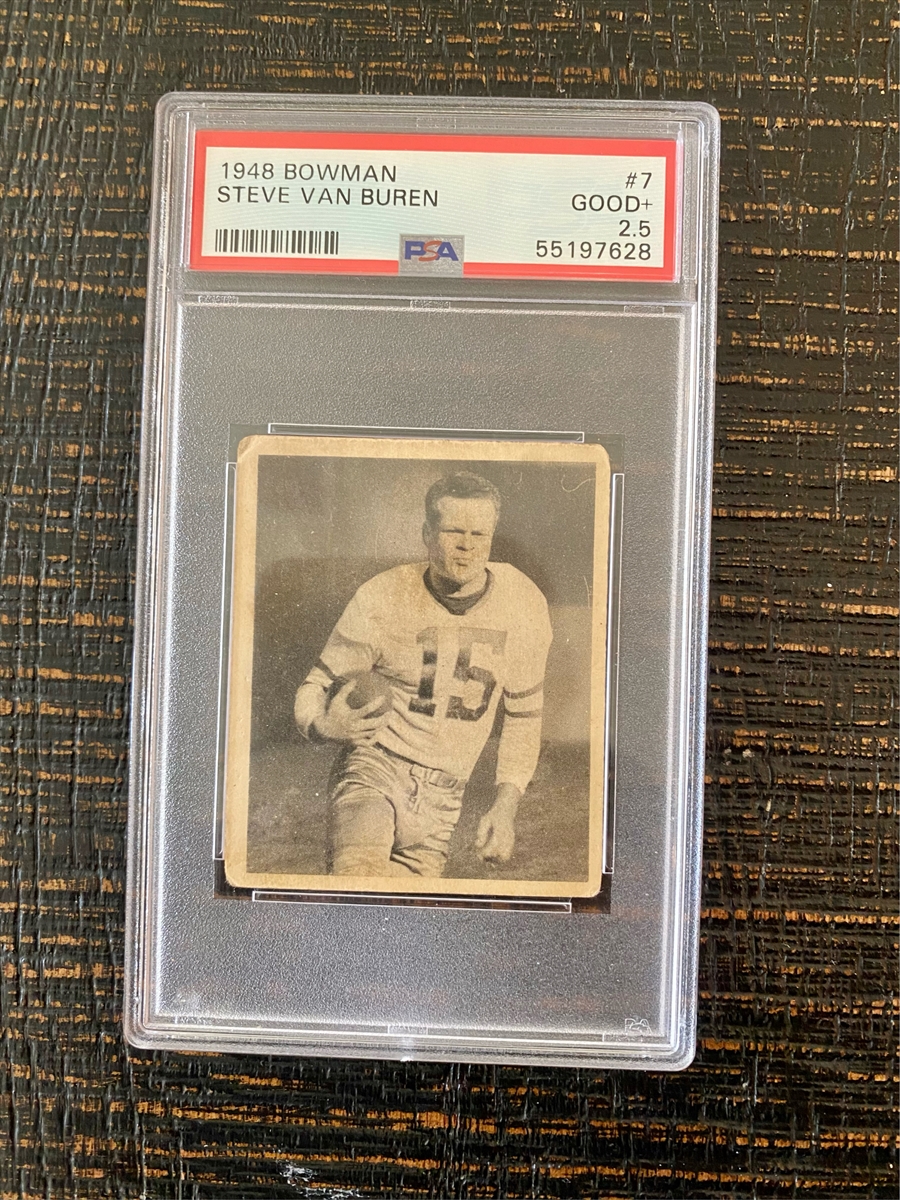 1948 BOWMAN
STEVE VAN BUREN
#7
GOOD+
2.5
55197628
PSA
15